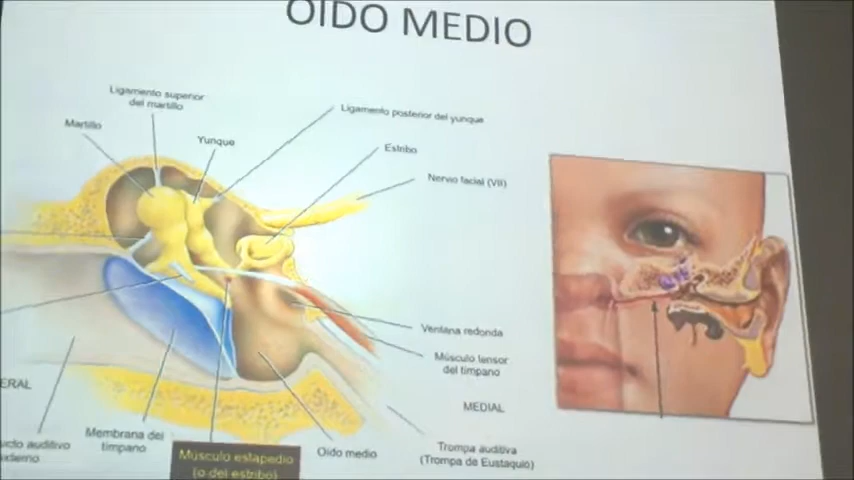 OIDO MEDIO
Ligamento superior
del martillo
Ligamento posterior del yunque
Martillo
Yunque
Estribo
Nervio facial (VII)
Ventana redonda
Músculo tensor
del tímpano
MEDIAL
ERAL
ucto auditivo
xterno
Membrana del
tímpano
Músculo estapedio
(o del estribo)
Oido medio
Trompa auditiva
(Trompa de Eustaquio)